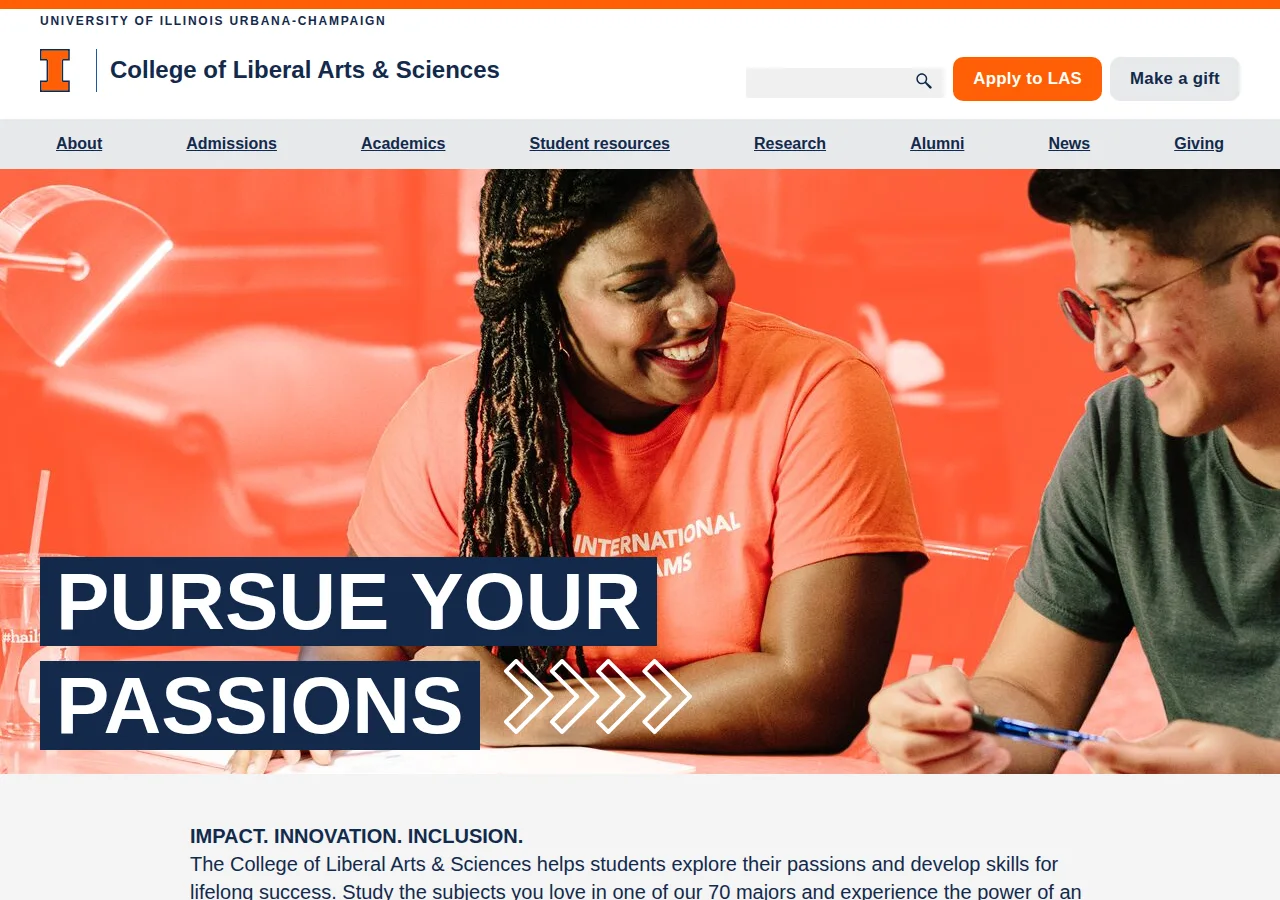 UNIVERSITY OF ILLINOIS URBANA-CHAMPAIGN
College of Liberal Arts & Sciences
Apply to LAS
Make a gift
About
Admissions
Academics
Student resources
Research
Alumni
News
Giving
INTERNATIONAL
PURSUE YOUR
PASSIONS
IMPACT. INNOVATION. INCLUSION.
The College of Liberal Arts & Sciences helps students explore their passions and develop skills for
lifelong success. Study the subjects you love in one of our 70 majors and experience the power of an